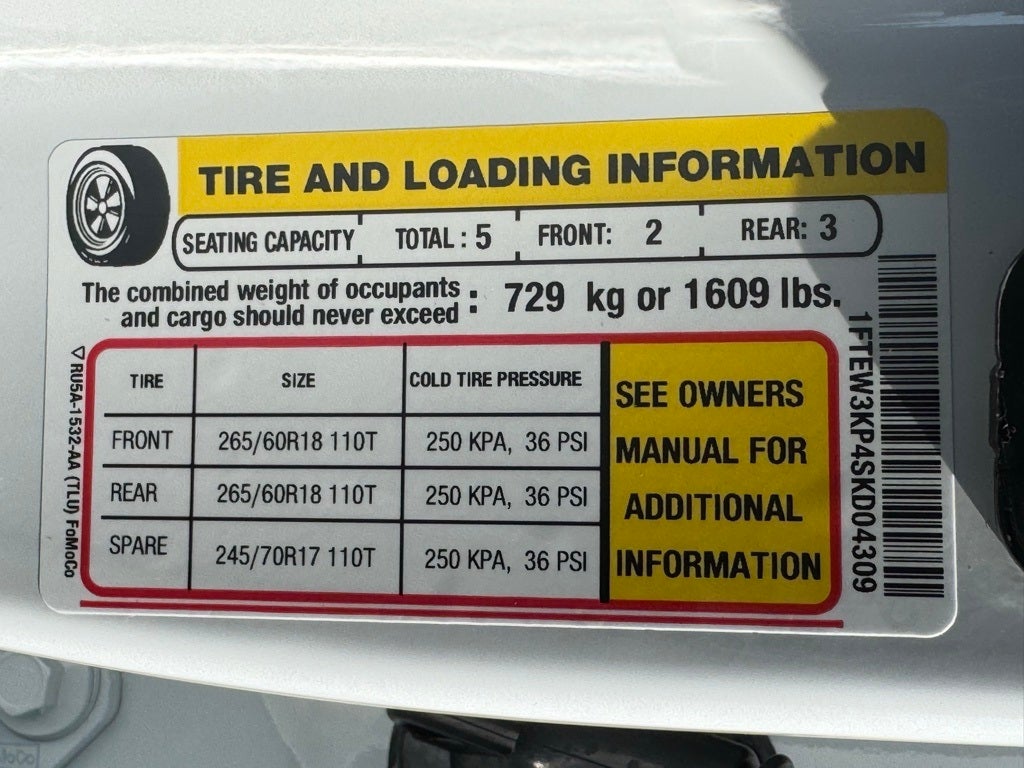 TIRE AND LOADING INFORMATION
SEATING CAPACITY TOTAL : 5 FRONT: 2 REAR: 3
The combined weight of occupants
and cargo should never exceed : 729 kg or 1609 lbs.
TIRE SIZE COLD TIRE PRESSURE
FRONT 265/60R18 110T 250 KPA, 36 PSI
REAR 265/60R18 110T 250 KPA, 36 PSI
SPARE 245/70R17 110T 250 KPA, 36 PSI
SEE OWNERS
MANUAL FOR
ADDITIONAL
INFORMATION
RU5A-1532-AA (TLU) FoMoCo
1FTEW3KP4SKD04309